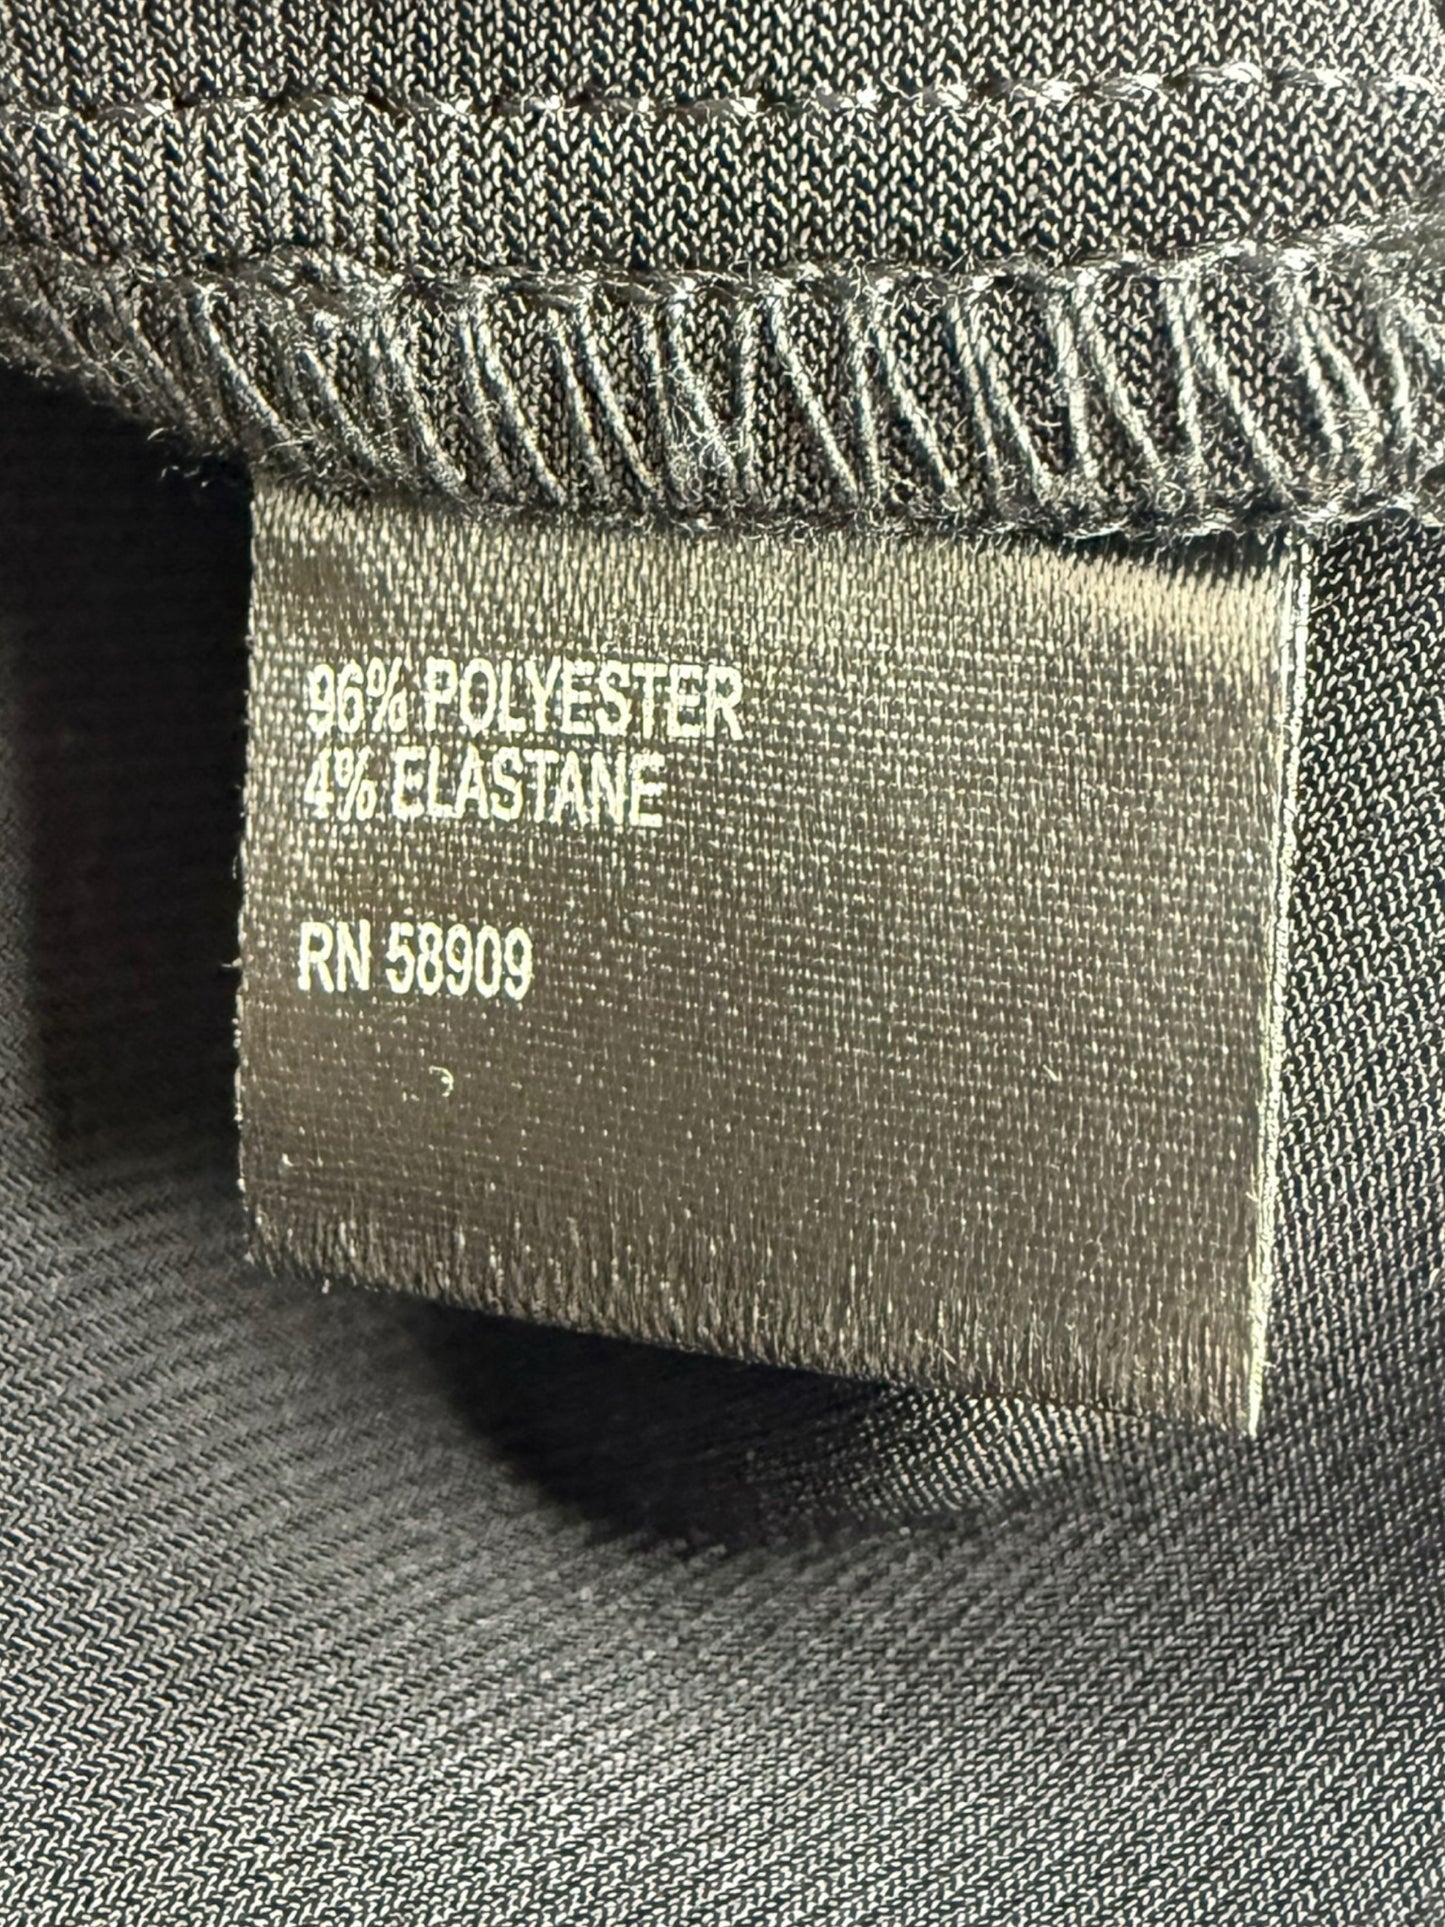 96% POLYESTER
4% ELASTANE
RN 58909